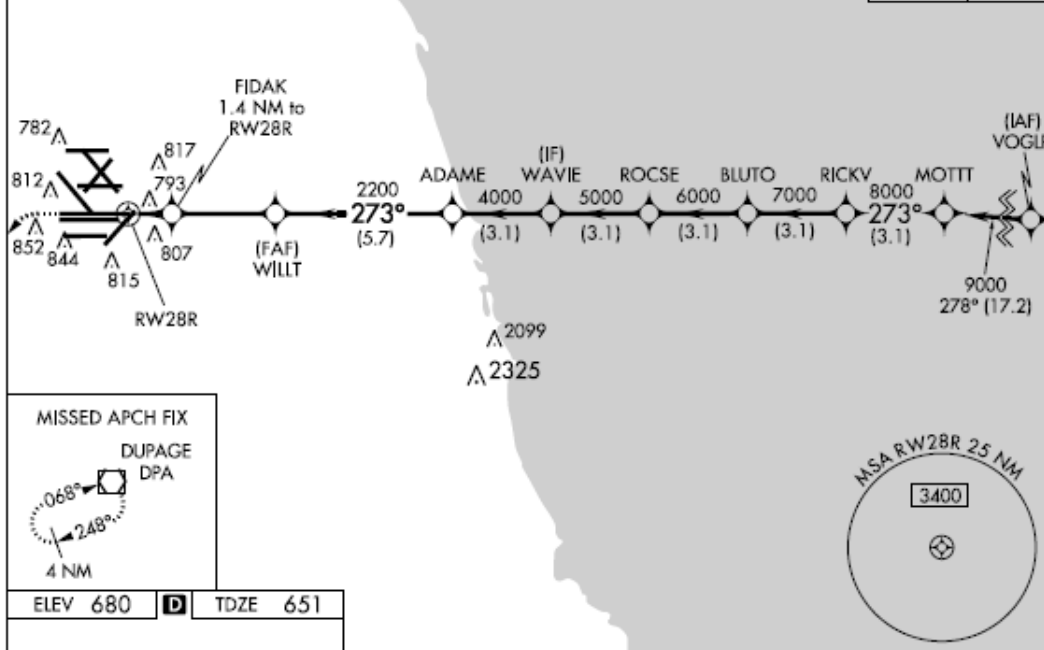 FIDAK
1.4 NM to
RW28R
(IAF)
782
817
812
793
ADAME
(IF)
WAVIE
ROCSE
BLUTO
RICKV
MOTTT
2200
4000
5000
6000
7000
8000
273°
273°
(5.7)
(3.1)
(3.1)
(3.1)
(3.1)
(3.1)
852
844
807
815
(FAF)
WILLT
9000
278° (17.2)
RW28R
2099
2325
MISSED APCH FIX
DUPAGE
DPA
068°
248°
4 NM
MSA RW28R 25 NM
3400
ELEV 680 D TDZE 651